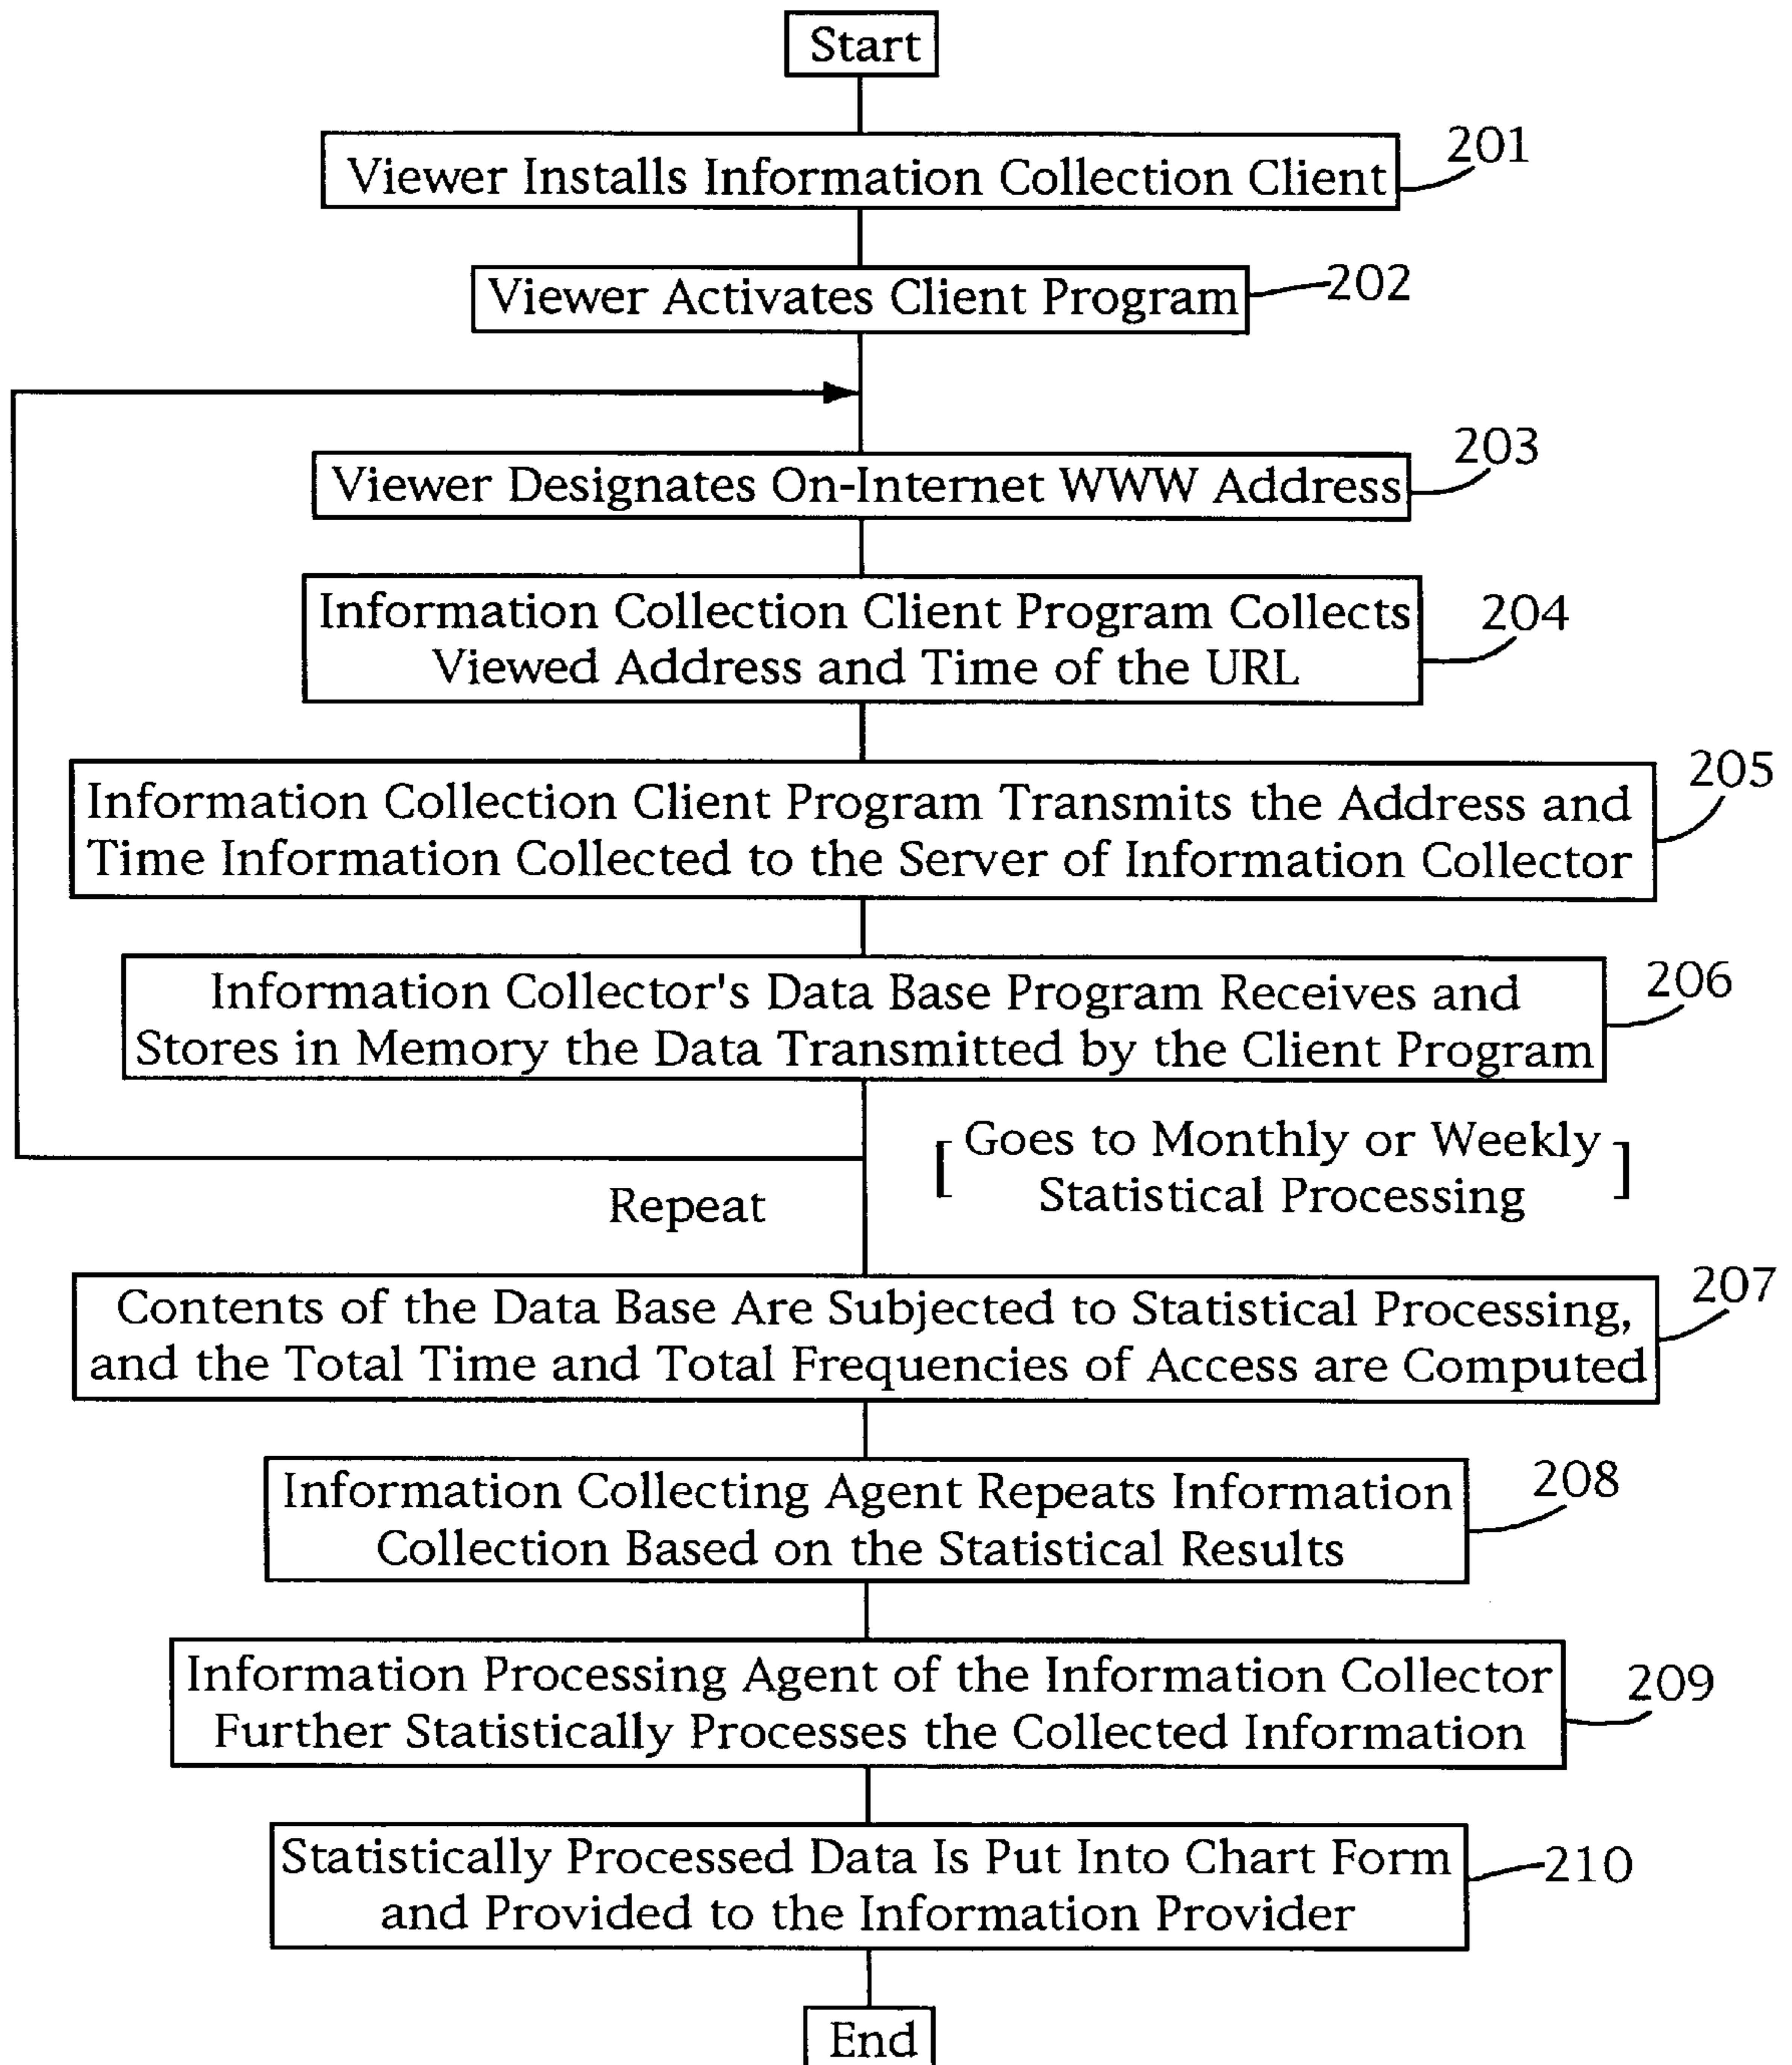 Start
Viewer Installs Information Collection Client
201
Viewer Activates Client Program
202
Viewer Designates On-Internet WWW Address
203
Information Collection Client Program Collects
Viewed Address and Time of the URL
204
Information Collection Client Program Transmits the Address and
Time Information Collected to the Server of Information Collector
205
Information Collector's Data Base Program Receives and
Stores in Memory the Data Transmitted by the Client Program
206
[ Goes to Monthly or Weekly
Statistical Processing ]
Repeat
Contents of the Data Base Are Subjected to Statistical Processing,
and the Total Time and Total Frequencies of Access are Computed
207
Information Collecting Agent Repeats Information
Collection Based on the Statistical Results
208
Information Processing Agent of the Information Collector
Further Statistically Processes the Collected Information
209
Statistically Processed Data Is Put Into Chart Form
and Provided to the Information Provider
210
End